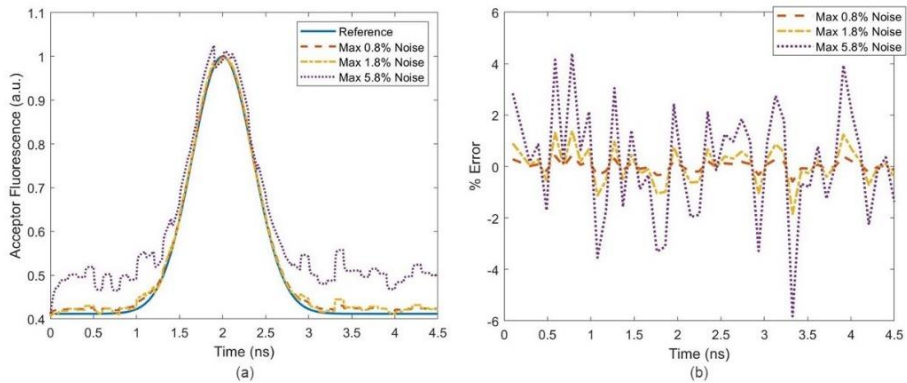 1.1
1
0.9
0.8
0.7
0.6
0.5
0.4
Acceptor Fluorescence (a.u.)
Reference
Max 0.8% Noise
Max 1.8% Noise
Max 5.8% Noise
0 0.5 1 1.5 2 2.5 3 3.5 4 4.5
Time (ns)
(a)
6
4
2
0
-2
-4
-6
% Error
Max 0.8% Noise
Max 1.8% Noise
Max 5.8% Noise
0 0.5 1 1.5 2 2.5 3 3.5 4 4.5
Time (ns)
(b)